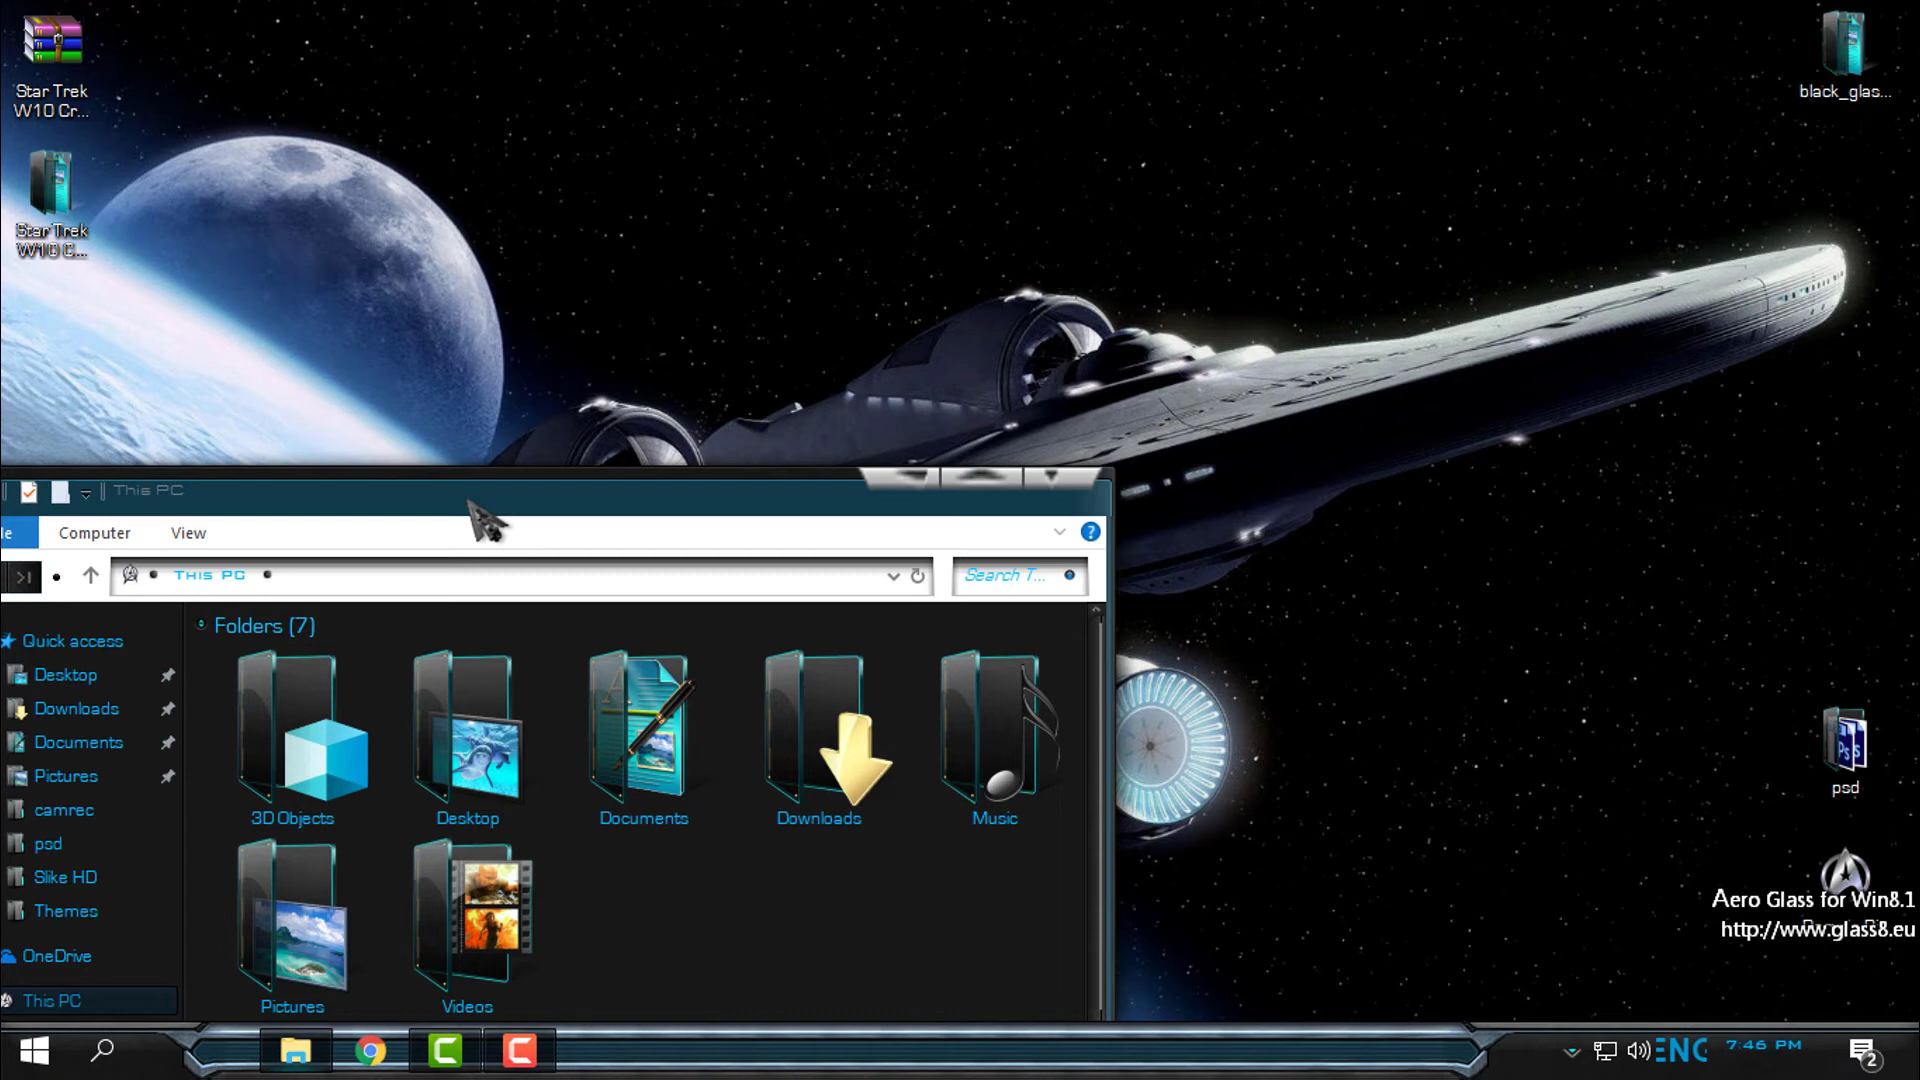 Star Trek
W10 Cr...
Star Trek
W10 C...
black_glas...
This PC
Computer
View
THIS PC
Search T...
Quick access
Desktop
Downloads
Documents
Pictures
camrec
psd
Slike HD
Themes
OneDrive
This PC
Folders (7)
3D Objects
Desktop
Documents
Downloads
Music
Pictures
Videos
psd
Aero Glass for Win8.1
http://www.glass8.eu
ENG
7:46 PM
2